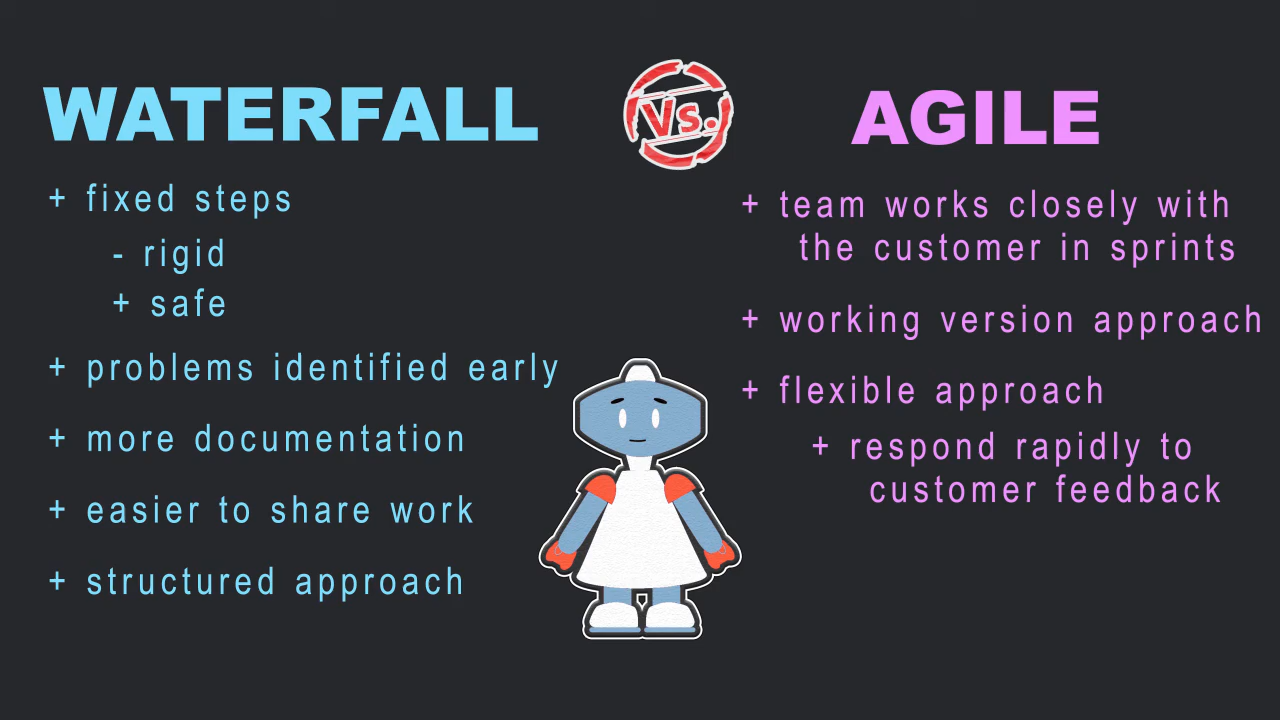 WATERFALL
+ fixed steps
- rigid
+ safe
+ problems identified early
+ more documentation
+ easier to share work
+ structured approach
Vs.
AGILE
+ team works closely with
the customer in sprints
+ working version approach
+ flexible approach
+ respond rapidly to
customer feedback